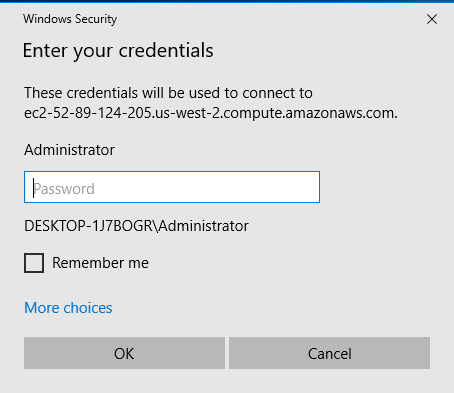 Windows Security
Enter your credentials
These credentials will be used to connect to
ec2-52-89-124-205.us-west-2.compute.amazonaws.com.
Administrator
Password
DESKTOP-1J7BOGR\Administrator
Remember me
More choices
OK
Cancel